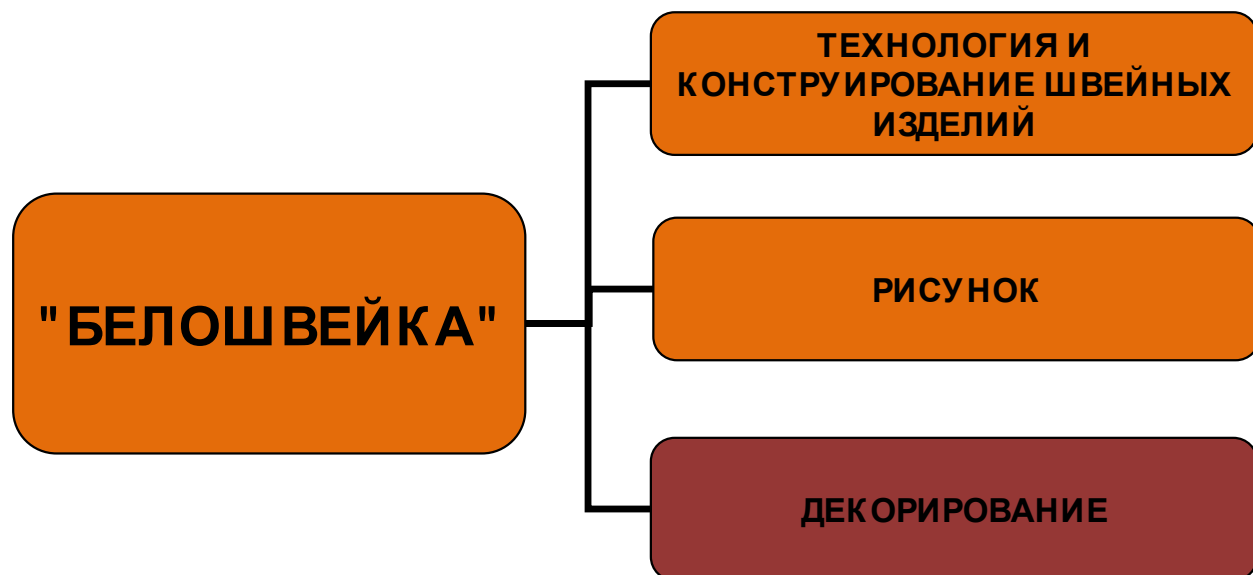 ТЕХНОЛОГИЯ И
КОНСТРУИРОВАНИЕ ШВЕЙНЫХ
ИЗДЕЛИЙ
"БЕЛОШВЕЙКА"
РИСУНОК
ДЕКОРИРОВАНИЕ